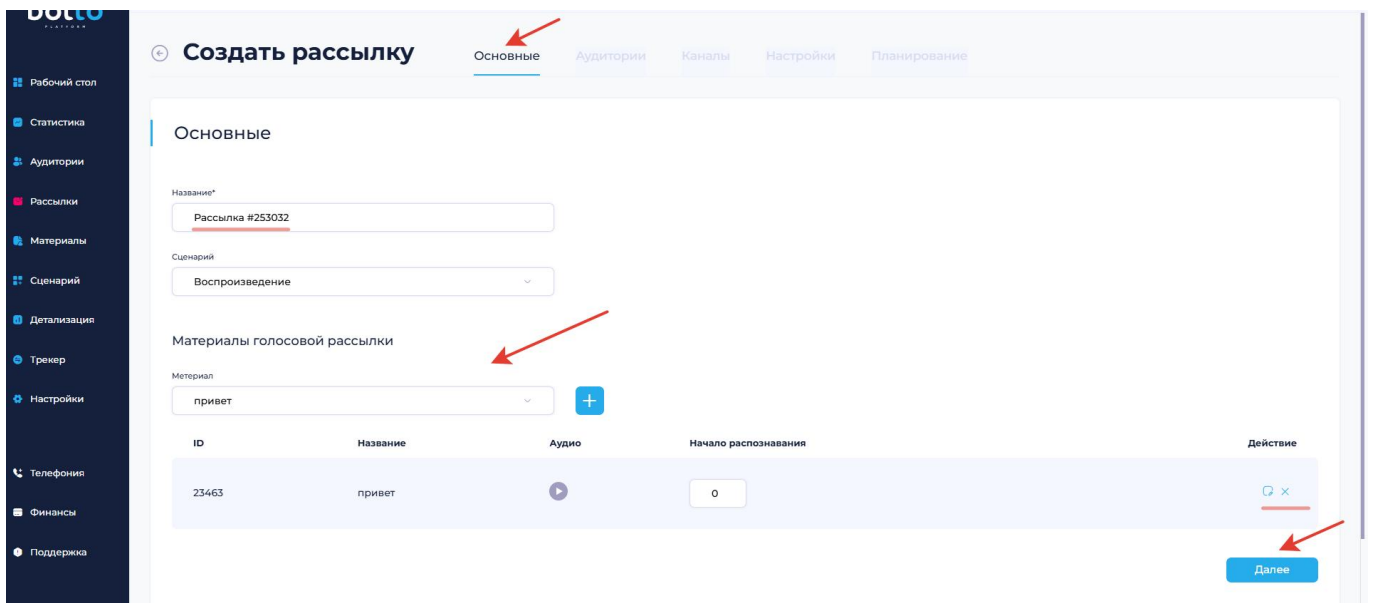 botto
PLATFORM
Рабочий стол
Статистика
Аудитории
Рассылки
Материалы
Сценарий
Детализация
Трекер
Настройки
Телефония
Финансы
Поддержка
Создать рассылку
Основные
Аудитории
Каналы
Настройки
Планирование
Основные
Название*
Рассылка #253032
Сценарий
Воспроизведение
Материалы голосовой рассылки
Метериал
привет
+
ID Название Аудио Начало распознавания Действие
23463 привет 0
Далее